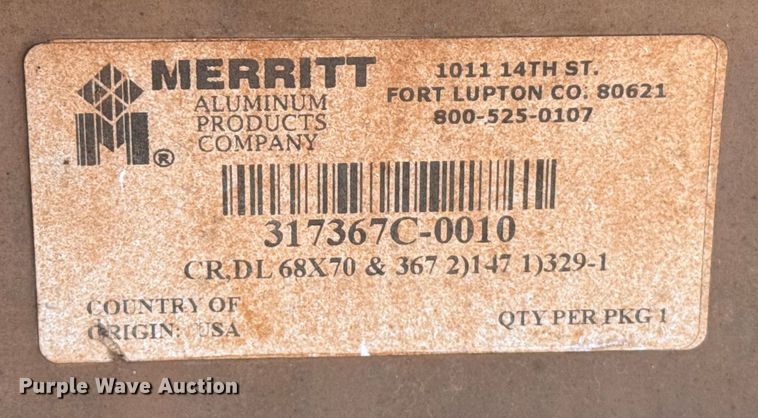 MERRITT
ALUMINUM
PRODUCTS
COMPANY
M®
1011 14TH ST.
FORT LUPTON CO. 80621
800-525-0107
317367C-0010
CR,DL 68X70 & 367 2)147 1)329-1
COUNTRY OF
ORIGIN: USA
QTY PER PKG 1
Purple Wave Auction